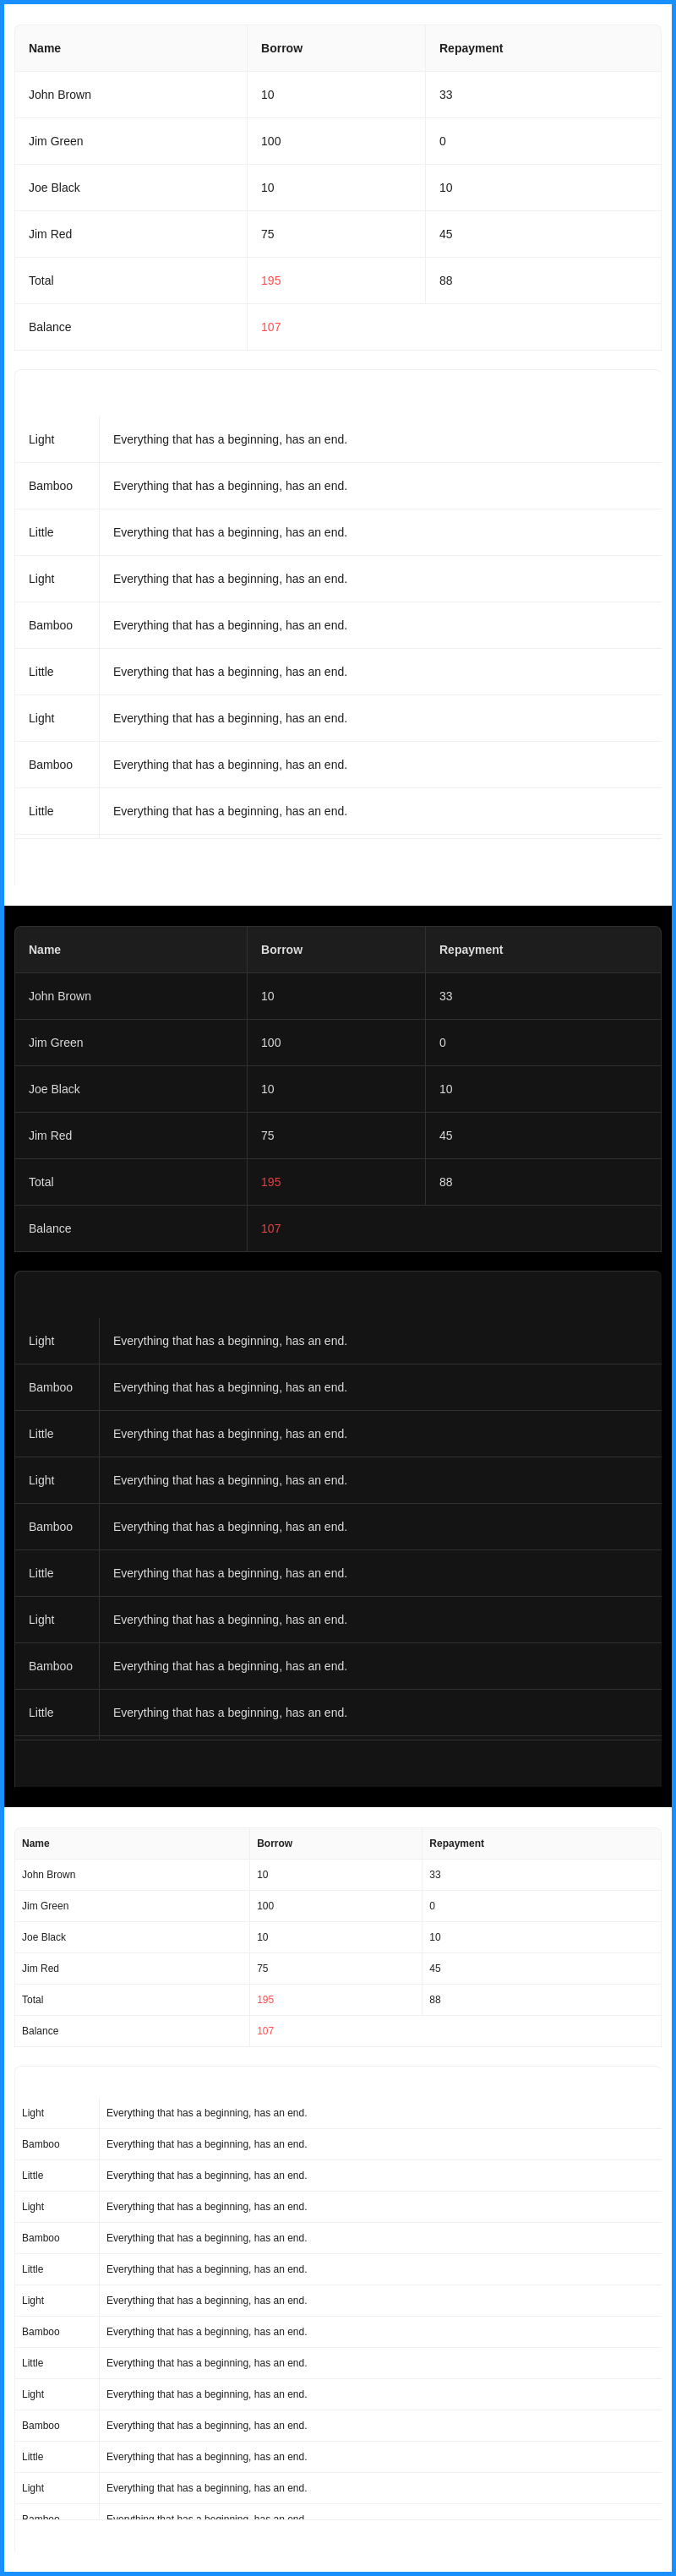 Name Borrow Repayment
John Brown 10 33
Jim Green 100 0
Joe Black 10 10
Jim Red 75 45
Total 195 88
Balance 107
Light Everything that has a beginning, has an end.
Bamboo Everything that has a beginning, has an end.
Little Everything that has a beginning, has an end.
Light Everything that has a beginning, has an end.
Bamboo Everything that has a beginning, has an end.
Little Everything that has a beginning, has an end.
Light Everything that has a beginning, has an end.
Bamboo Everything that has a beginning, has an end.
Little Everything that has a beginning, has an end.
Name Borrow Repayment
John Brown 10 33
Jim Green 100 0
Joe Black 10 10
Jim Red 75 45
Total 195 88
Balance 107
Light Everything that has a beginning, has an end.
Bamboo Everything that has a beginning, has an end.
Little Everything that has a beginning, has an end.
Light Everything that has a beginning, has an end.
Bamboo Everything that has a beginning, has an end.
Little Everything that has a beginning, has an end.
Light Everything that has a beginning, has an end.
Bamboo Everything that has a beginning, has an end.
Little Everything that has a beginning, has an end.
Name Borrow Repayment
John Brown 10 33
Jim Green 100 0
Joe Black 10 10
Jim Red 75 45
Total 195 88
Balance 107
Light Everything that has a beginning, has an end.
Bamboo Everything that has a beginning, has an end.
Little Everything that has a beginning, has an end.
Light Everything that has a beginning, has an end.
Bamboo Everything that has a beginning, has an end.
Little Everything that has a beginning, has an end.
Light Everything that has a beginning, has an end.
Bamboo Everything that has a beginning, has an end.
Little Everything that has a beginning, has an end.
Light Everything that has a beginning, has an end.
Bamboo Everything that has a beginning, has an end.
Little Everything that has a beginning, has an end.
Light Everything that has a beginning, has an end.
Bamboo Everything that has a beginning, has an end.